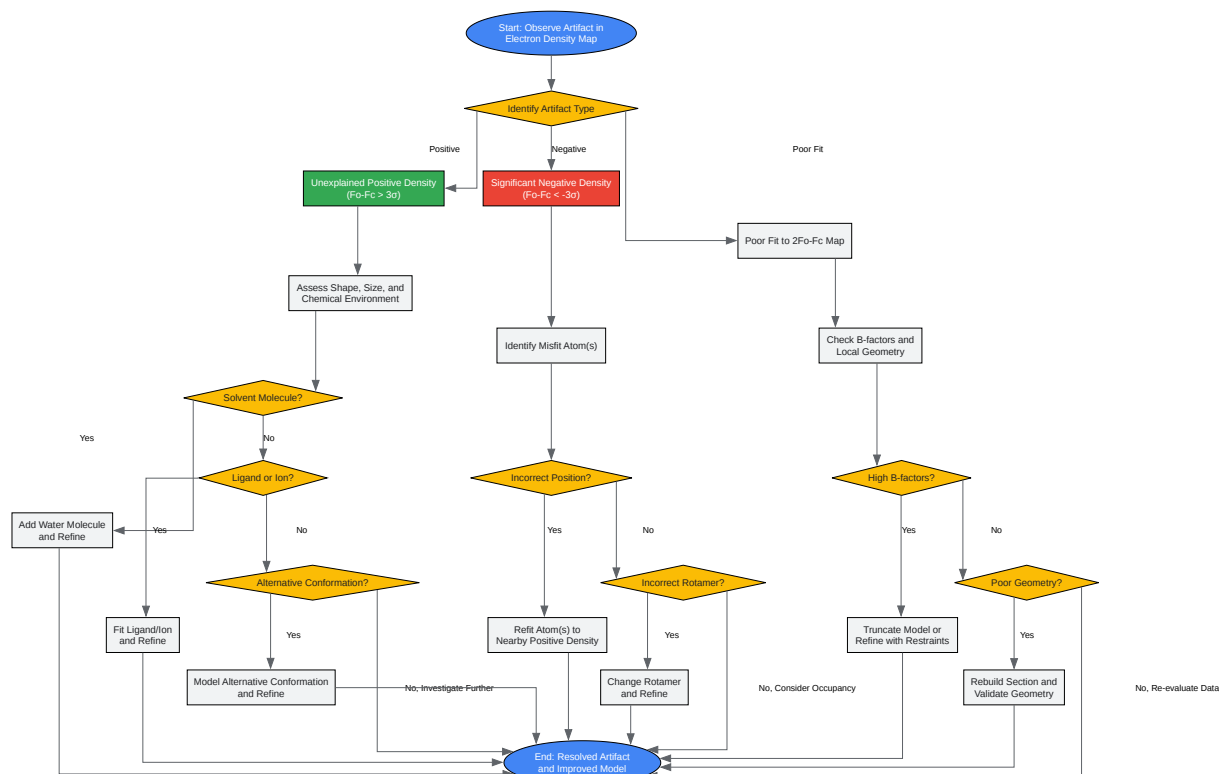 Start: Observe Artifact in
Electron Density Map
Identify Artifact Type
Positive
Negative
Poor Fit
Unexplained Positive Density
(Fo-Fc > 3σ)
Significant Negative Density
(Fo-Fc < -3σ)
Poor Fit to 2Fo-Fc Map
Assess Shape, Size, and
Chemical Environment
Identify Misfit Atom(s)
Check B-factors and
Local Geometry
Solvent Molecule?
Yes
No
Ligand or Ion?
Incorrect Position?
High B-factors?
Add Water Molecule
and Refine
Yes
No
Yes
No
Yes
No
Alternative Conformation?
Incorrect Rotamer?
Poor Geometry?
Fit Ligand/Ion
and Refine
Yes
Refit Atom(s) to
Nearby Positive Density
Yes
Truncate Model or
Refine with Restraints
Yes
Model Alternative Conformation
and Refine
No, Investigate Further
Change Rotamer
and Refine
No, Consider Occupancy
Rebuild Section and
Validate Geometry
No, Re-evaluate Data
End: Resolved Artifact
and Improved Model